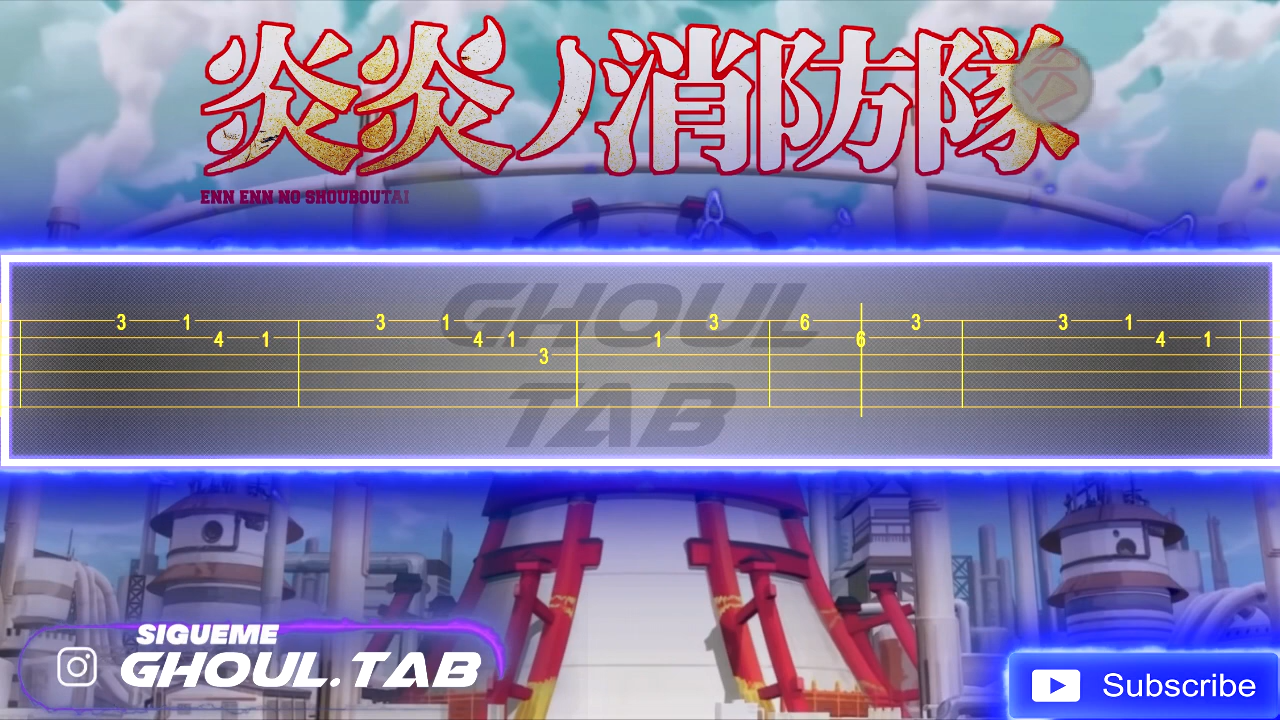 炎炎ノ消防隊
ENN ENN NO SHOUBOUTAI
GHOUL
TAB
3 1 3 1 3 6 3 3 1
4 1 4 1 1 6 4 1
3
SIGUEME
GHOUL.TAB
Subscribe